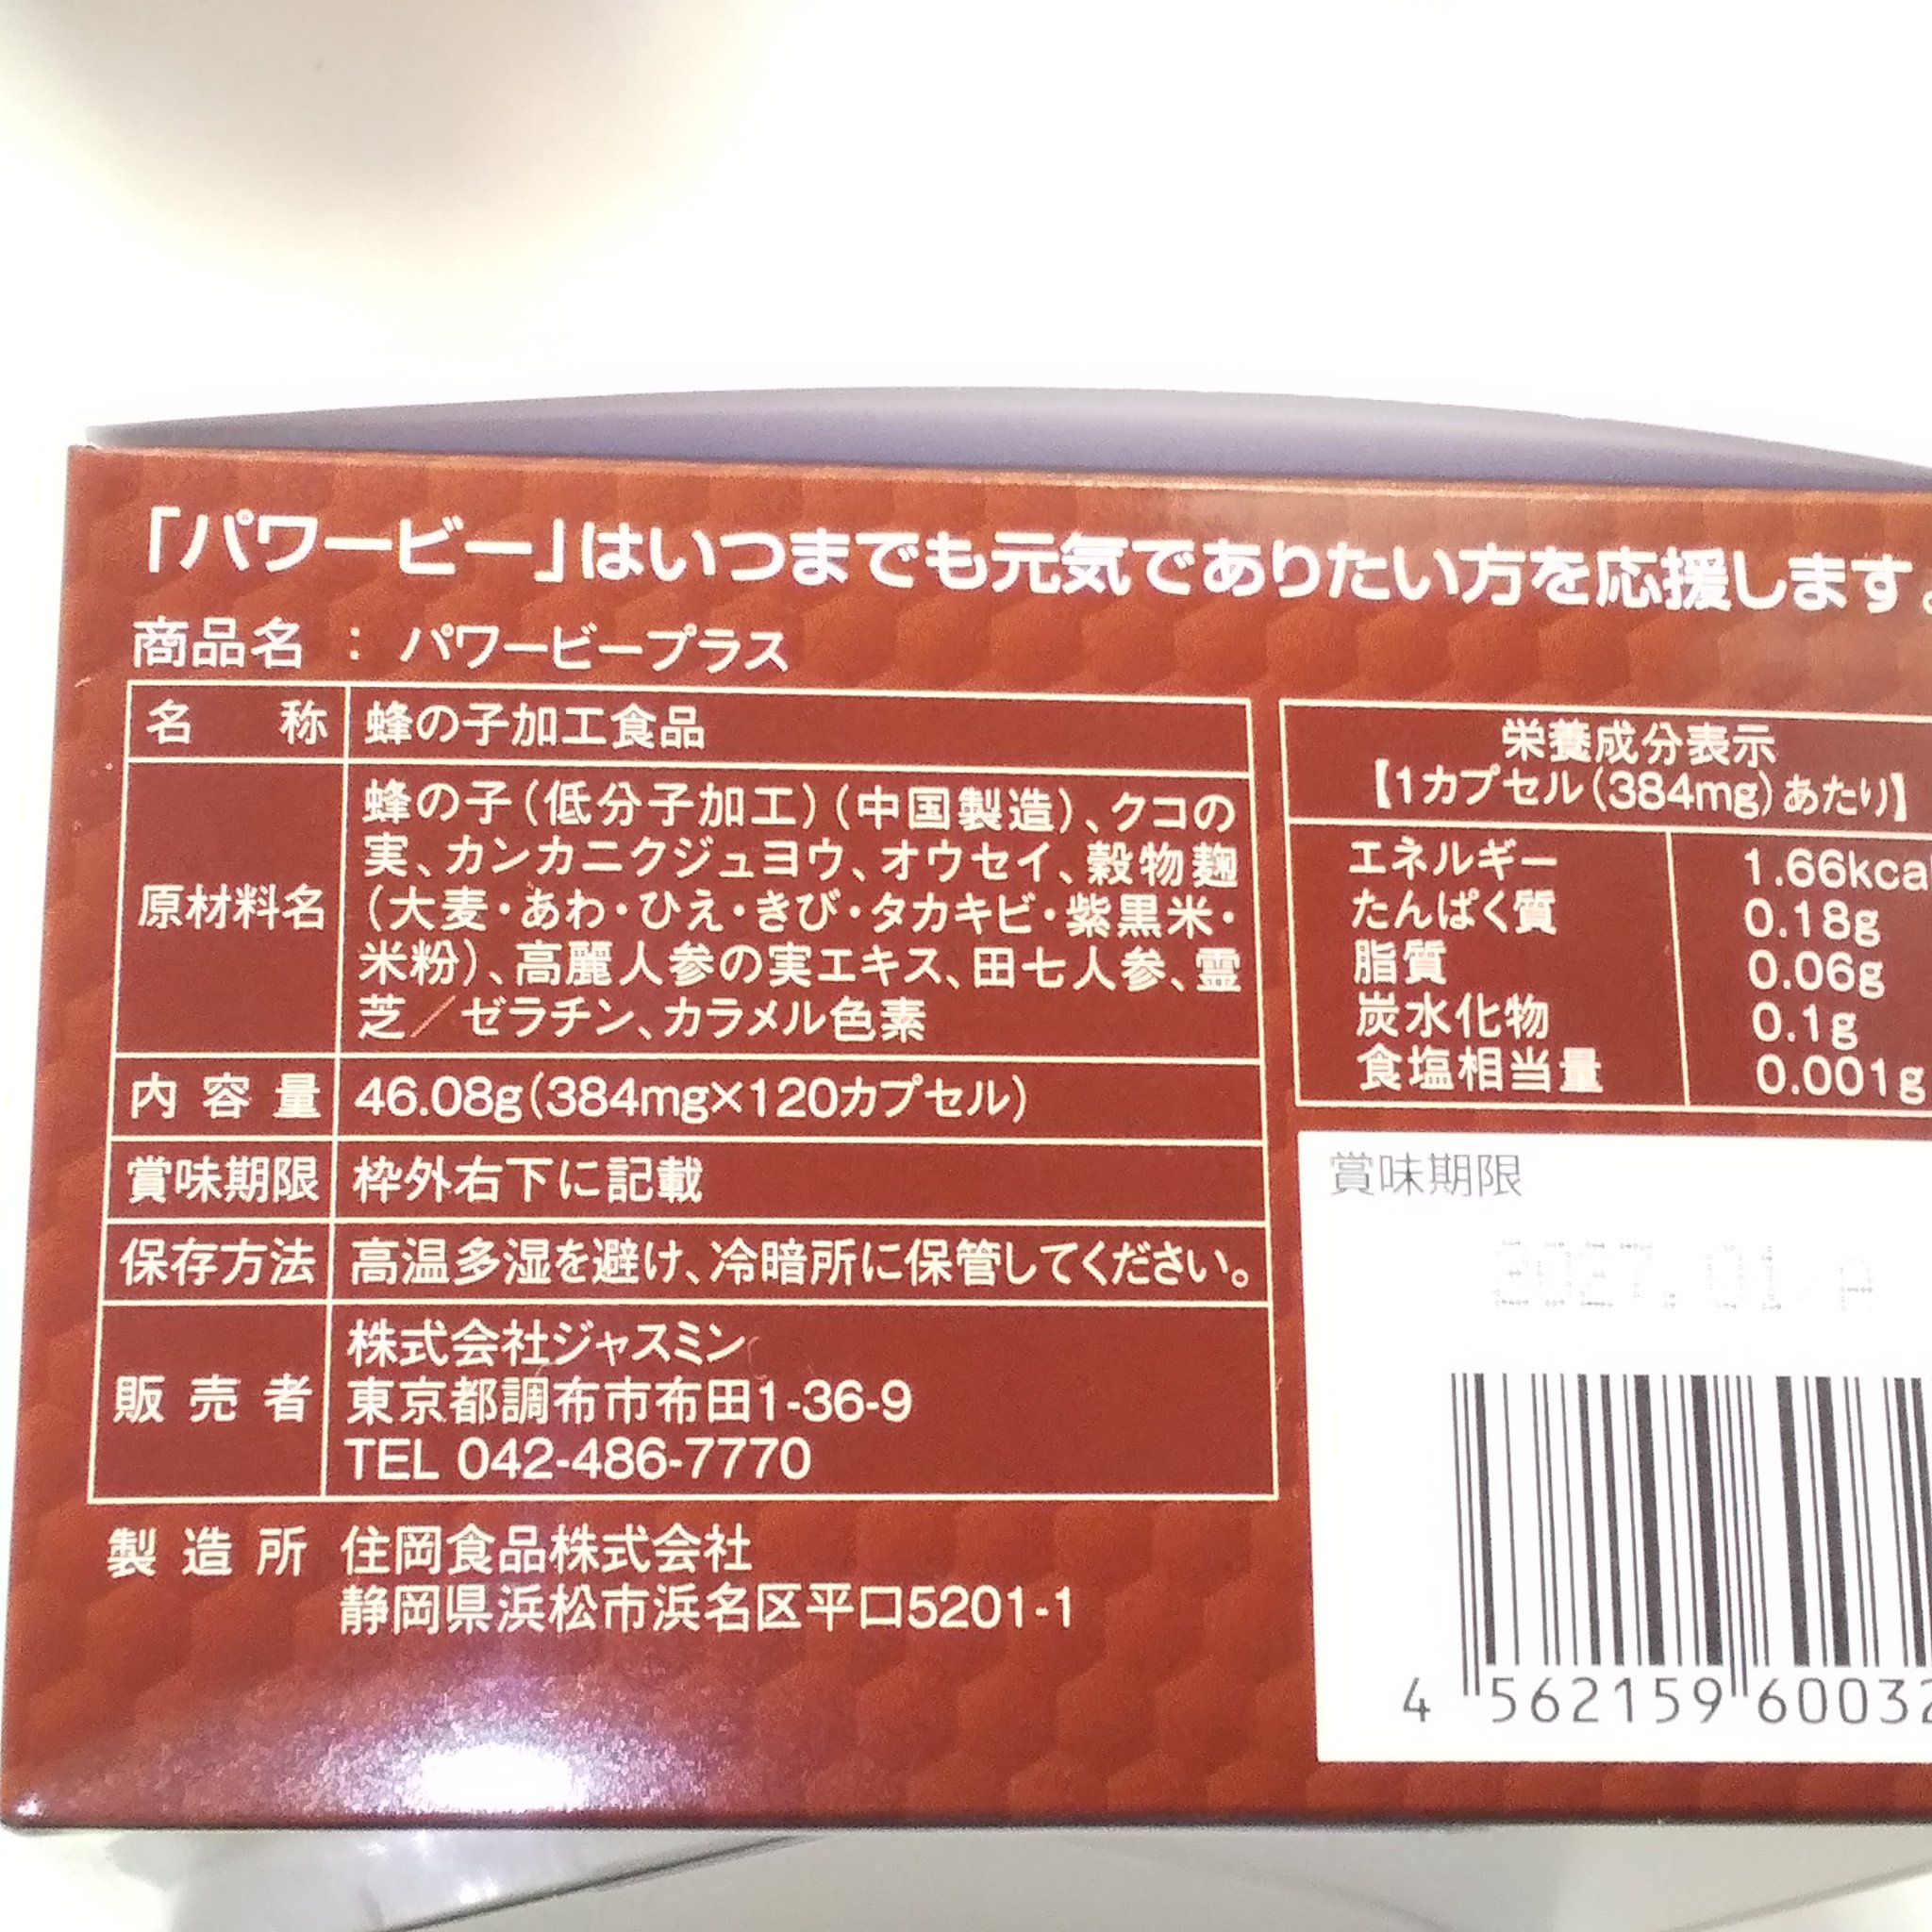 「パワービー」はいつまでも元気でありたい方を応援します。
商品名 : パワービープラス
名称 蜂の子加工食品
原材料名
蜂の子(低分子加工)(中国製造)、クコの
実、カンカニクジュヨウ、オウセイ、穀物麹
(大麦・あわ・ひえ・きび・タカキビ・紫黒米・
米粉)、高麗人参の実エキス、田七人参、霊
芝/ゼラチン、カラメル色素
内容量 46.08g(384mg×120カプセル)
賞味期限 枠外右下に記載
保存方法 高温多湿を避け、冷暗所に保管してください。
販売者
株式会社ジャスミン
東京都調布市布田1-36-9
TEL 042-486-7770
製造所 住岡食品株式会社
静岡県浜松市浜名区平口5201-1
栄養成分表示
【1カプセル(384mg)あたり】
エネルギー 1.66kca
たんぱく質 0.18g
脂質 0.06g
炭水化物 0.1g
食塩相当量 0.001g
賞味期限
2027.01/A
4 562159 60032